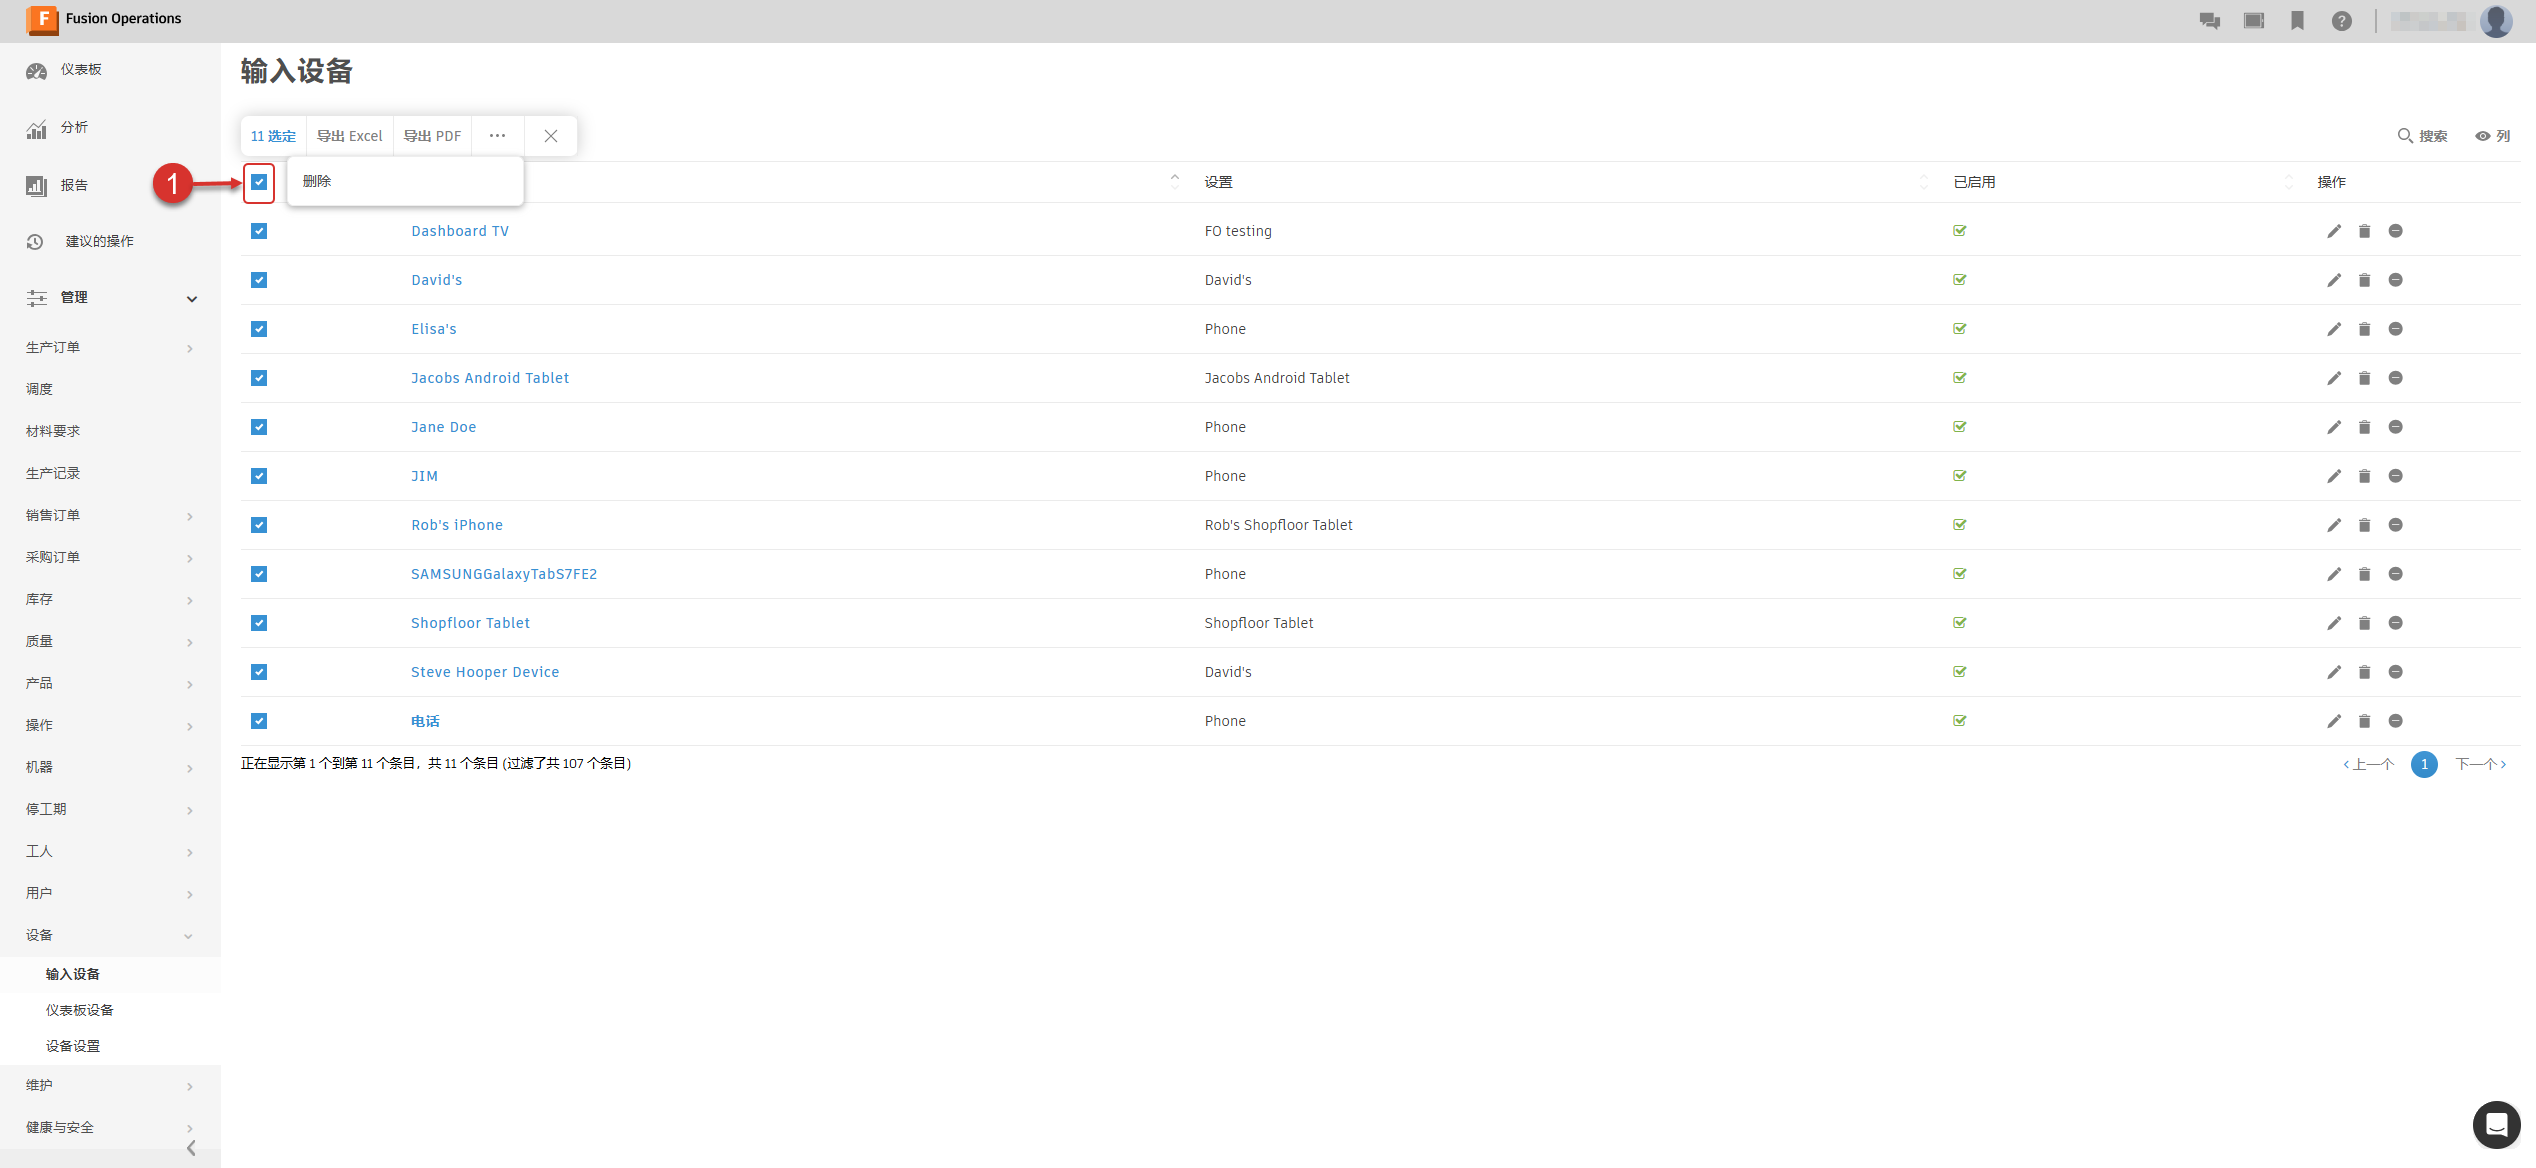 Fusion Operations
仪表板
分析
报告
建议的操作
管理
生产订单
调度
材料要求
生产记录
销售订单
采购订单
库存
质量
产品
操作
机器
停工期
工人
用户
设备
输入设备
仪表板设备
设备设置
维护
健康与安全
输入设备
11 选定 导出 Excel 导出 PDF
搜索 列
1
删除
设置 已启用 操作
Dashboard TV FO testing
David's David's
Elisa's Phone
Jacobs Android Tablet Jacobs Android Tablet
Jane Doe Phone
JIM Phone
Rob's iPhone Rob's Shopfloor Tablet
SAMSUNGGalaxyTabS7FE2 Phone
Shopfloor Tablet Shopfloor Tablet
Steve Hooper Device David's
电话 Phone
正在显示第 1 个到第 11 个条目，共 11 个条目 (过滤了共 107 个条目)
上一个 1 下一个